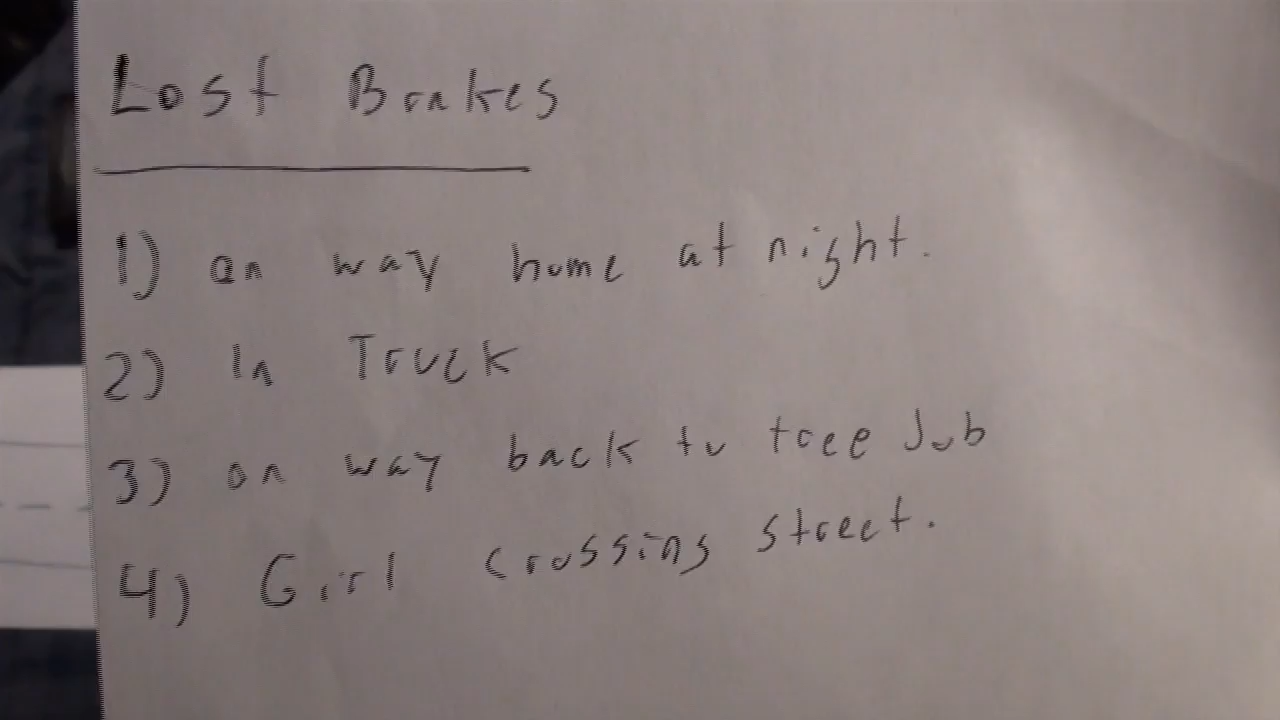 Lost Brakes
1) on way home at night.
2) In Truck
3) on way back to tree Job
4) Girl crossing street.